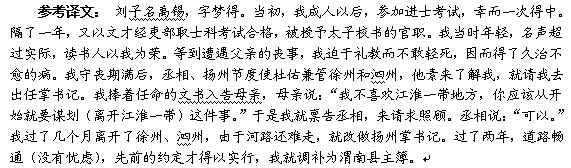 参考译文： 刘子名禹锡，字梦得。当初，我成人以后，参加进士考试，幸而一次得中。
隔了一年，又以文才经吏部取士科考试合格，被授予太子校书的官职。我当时年轻，名声超
过实际，读书人以我为荣。等到遭遇父亲的丧事，我迫于礼教而不敢轻死，因而得了久治不
愈的病。我守丧期满后，丞相、扬州节度使杜佑兼管徐州和泗州，他素来了解我，就请我去
出任掌书记。我捧着任命的文书入告母亲，母亲说：“我不喜欢江淮一带地方，你应该从开
始就要谋划（离开江淮一带）这件事。”于是我就禀告丞相，来请求照顾。丞相说：“可以。”
我过了几个月离开了徐州、泗州，由于河路还难走，就改做扬州掌书记。过了两年，道路畅
通（没有忧虑），先前的约定才得以实行，我就调补为渭南县主簿。